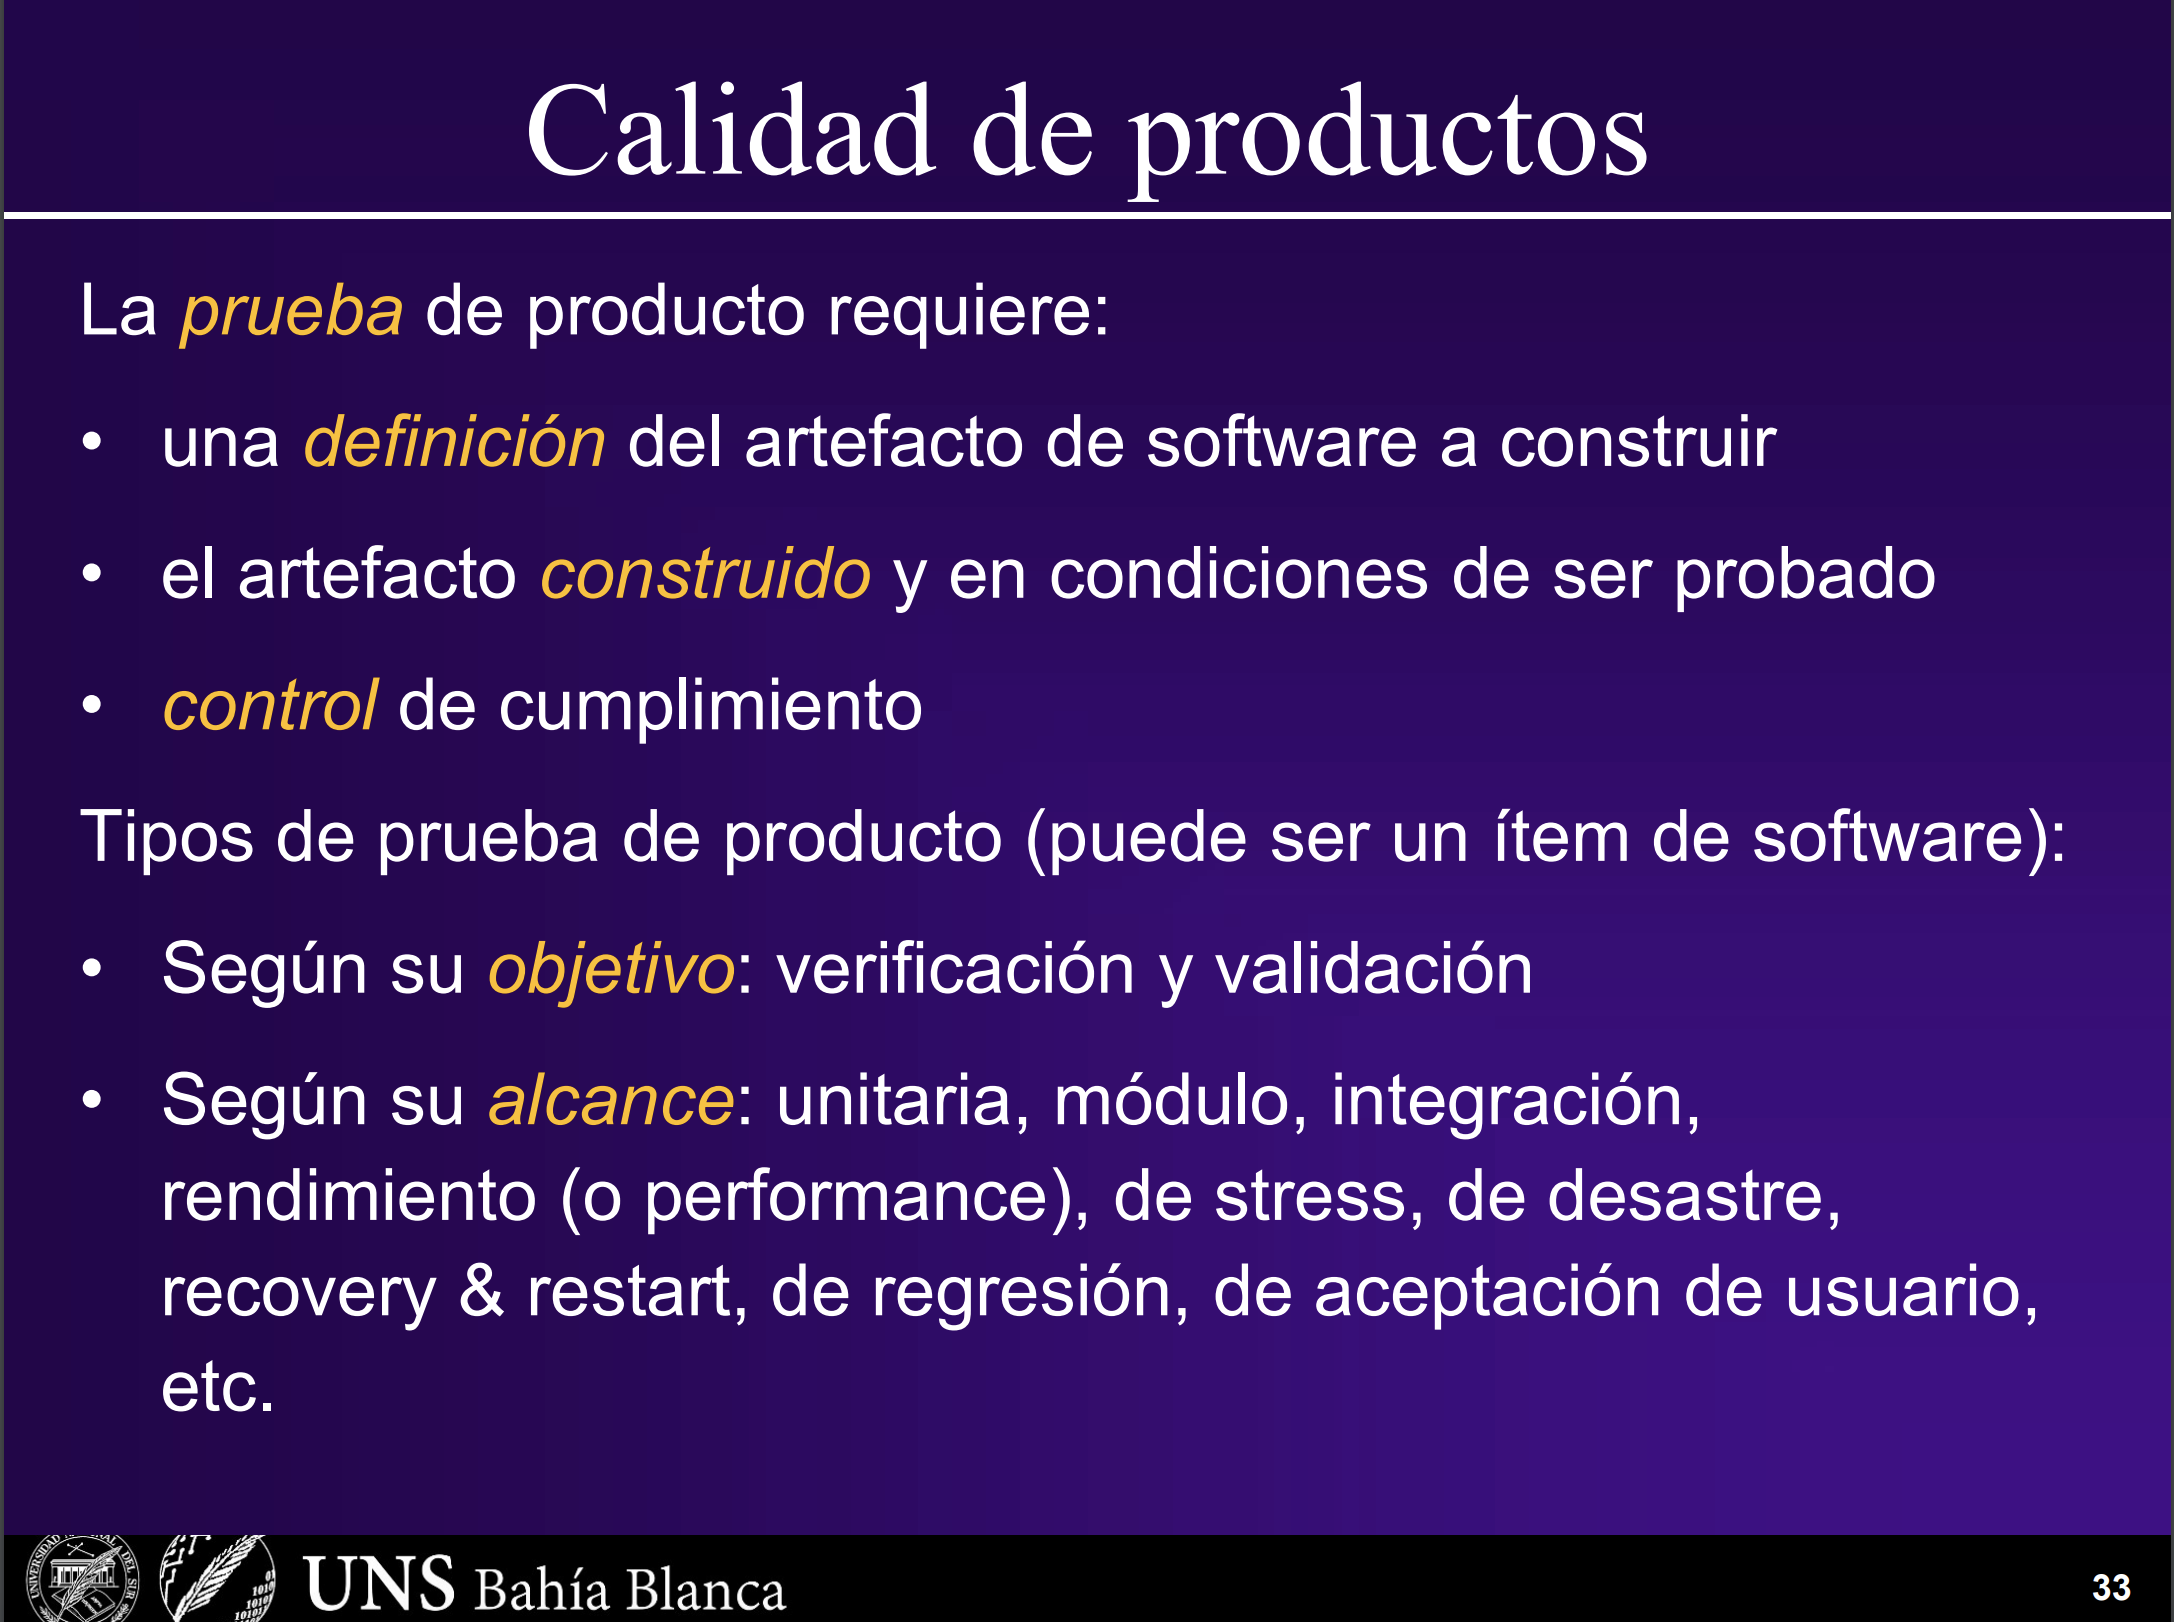 Calidad de productos
La prueba de producto requiere:
• una definición del artefacto de software a construir
• el artefacto construido y en condiciones de ser probado
• control de cumplimiento
Tipos de prueba de producto (puede ser un ítem de software):
• Según su objetivo: verificación y validación
• Según su alcance: unitaria, módulo, integración,
rendimiento (o performance), de stress, de desastre,
recovery & restart, de regresión, de aceptación de usuario,
etc.
UNS Bahía Blanca
33